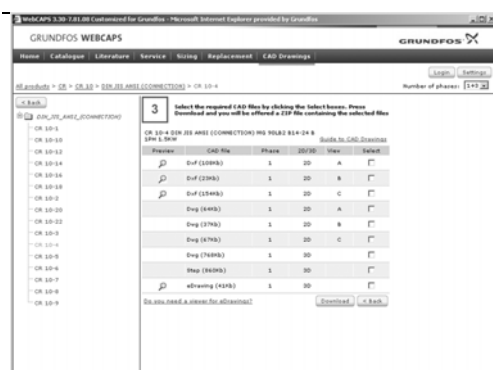 WebCAPS 3.30-7.01.00 Customized for Grundfos - Microsoft Internet Explorer provided by Grundfos
GRUNDFOS WEBCAPS
GRUNDFOS
Home Catalogue Literature Service Sizing Replacement CAD Drawings
Login Settings
All products > CR > CR 10 > DIN JIS ANSI (CONNECTION) > CR 10-4
Number of phases: 1+3
< Back
DIN_JIS_ANSI_(CONNECTION)
CR 10-1
CR 10-10
CR 10-12
CR 10-14
CR 10-16
CR 10-18
CR 10-2
CR 10-20
CR 10-22
CR 10-3
CR 10-4
CR 10-5
CR 10-6
CR 10-7
CR 10-8
CR 10-9
3
Select the required CAD files by clicking the Select boxes. Press
Download and you will be offered a ZIP file containing the selected files
CR 10-4 DIN JIS ANSI (CONNECTION) MG 90LB2 B14-24 B
1PH 1.5KW
Guide to CAD Drawings
Preview CAD file Phase 2D/3D View Select
Dxf (108Kb) 1 2D A
Dxf (23Kb) 1 2D B
Dxf (154Kb) 1 2D C
Dwg (64Kb) 1 2D A
Dwg (37Kb) 1 2D B
Dwg (67Kb) 1 2D C
Dwg (768Kb) 1 3D
Step (860Kb) 1 3D
eDrawing (41Kb) 1 3D
Do you need a viewer for eDrawings?
Download < Back